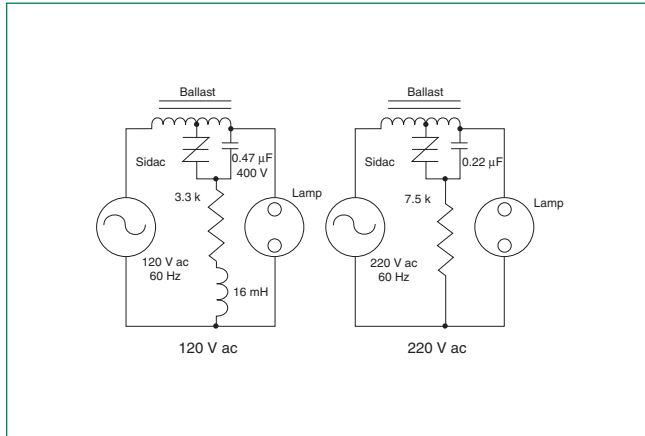 Ballast
Sidac
0.47 µF
400 V
3.3 k
Lamp
120 V ac
60 Hz
16 mH
120 V ac
Ballast
Sidac
0.22 µF
7.5 k
Lamp
220 V ac
60 Hz
220 V ac